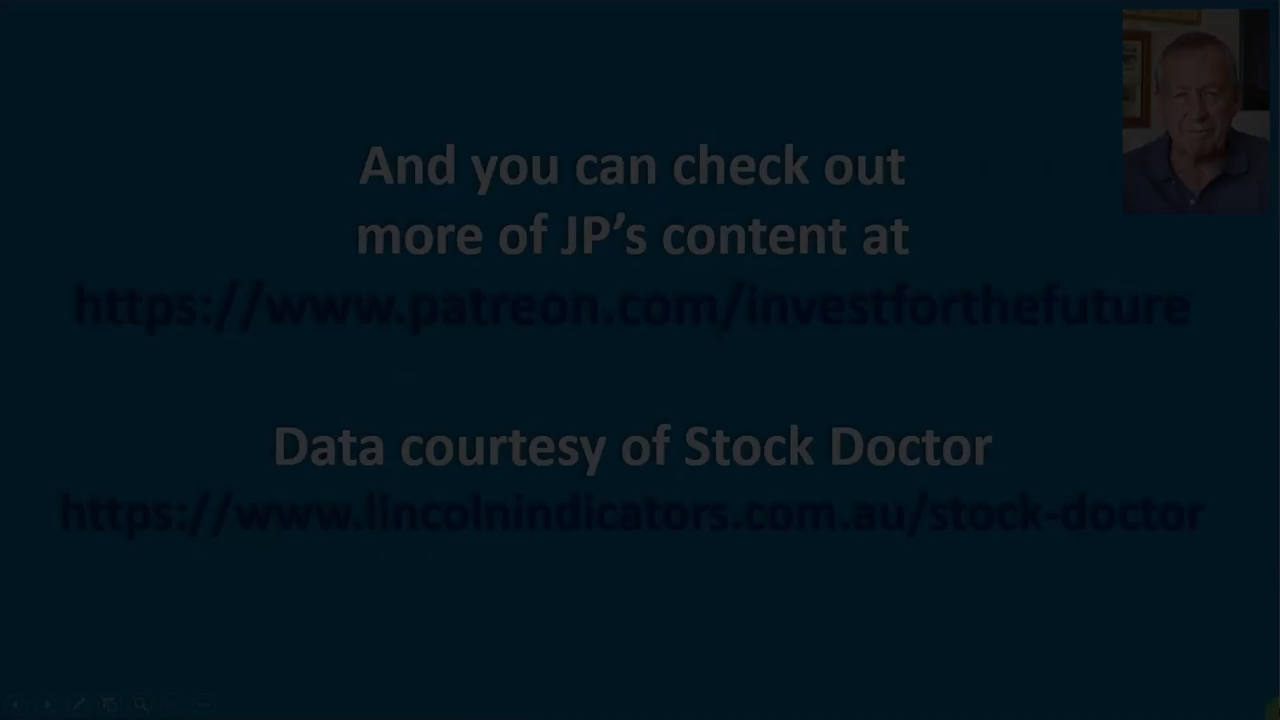 And you can check out
more of JP’s content at
https://www.patreon.com/investforthefuture
Data courtesy of Stock Doctor
https://www.lincolnindicators.com.au/stock-doctor